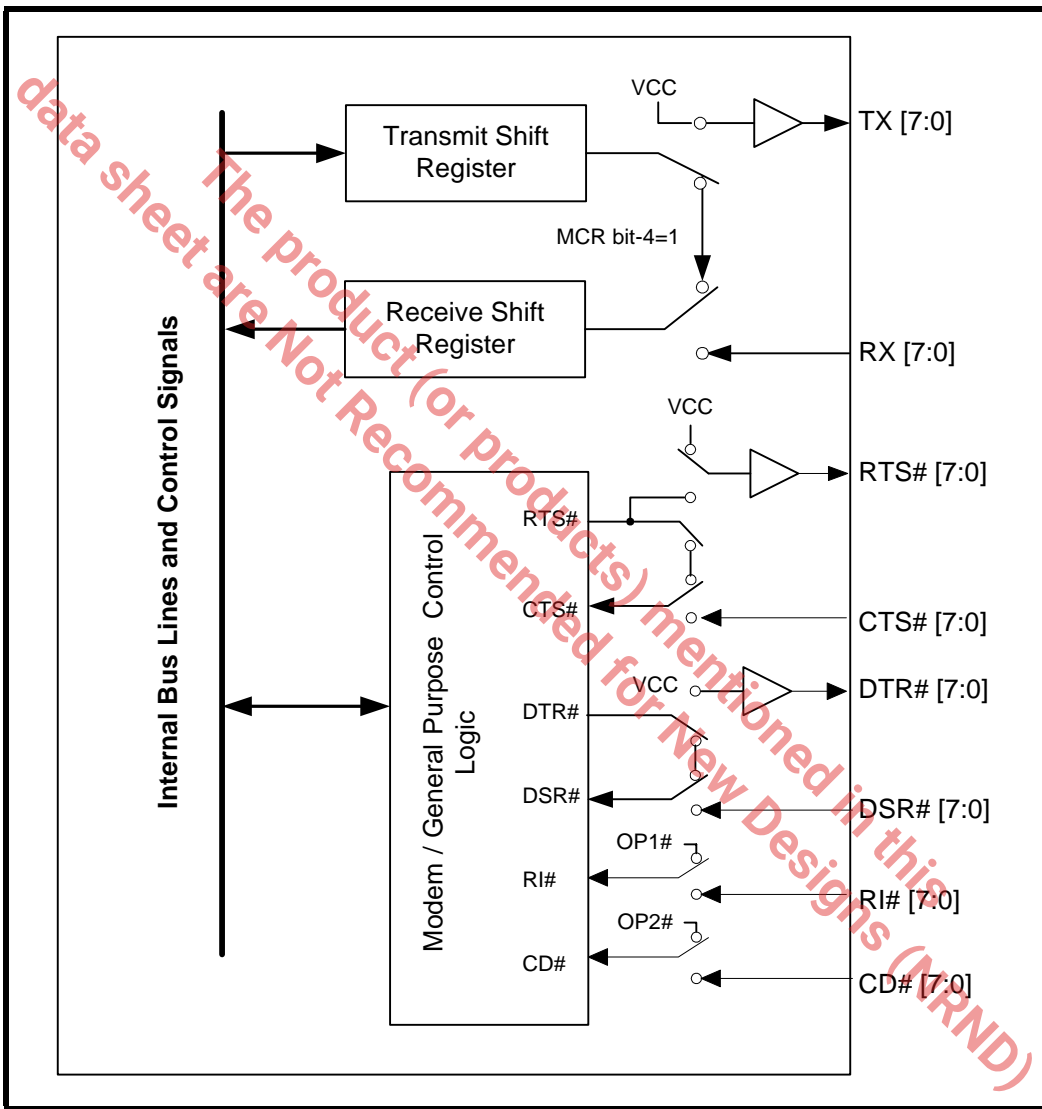 VCC
TX [7:0]
Transmit Shift
Register
MCR bit-4=1
Receive Shift
Register
RX [7:0]
Internal Bus Lines and Control Signals
VCC
RTS# [7:0]
RTS#
CTS#
CTS# [7:0]
Modem / General Purpose Control
Logic
VCC
DTR# [7:0]
DTR#
DSR#
DSR# [7:0]
OP1#
RI#
RI# [7:0]
OP2#
CD#
CD# [7:0]
The product (or products) mentioned in this
data sheet are Not Recommended for New Designs (NRND)